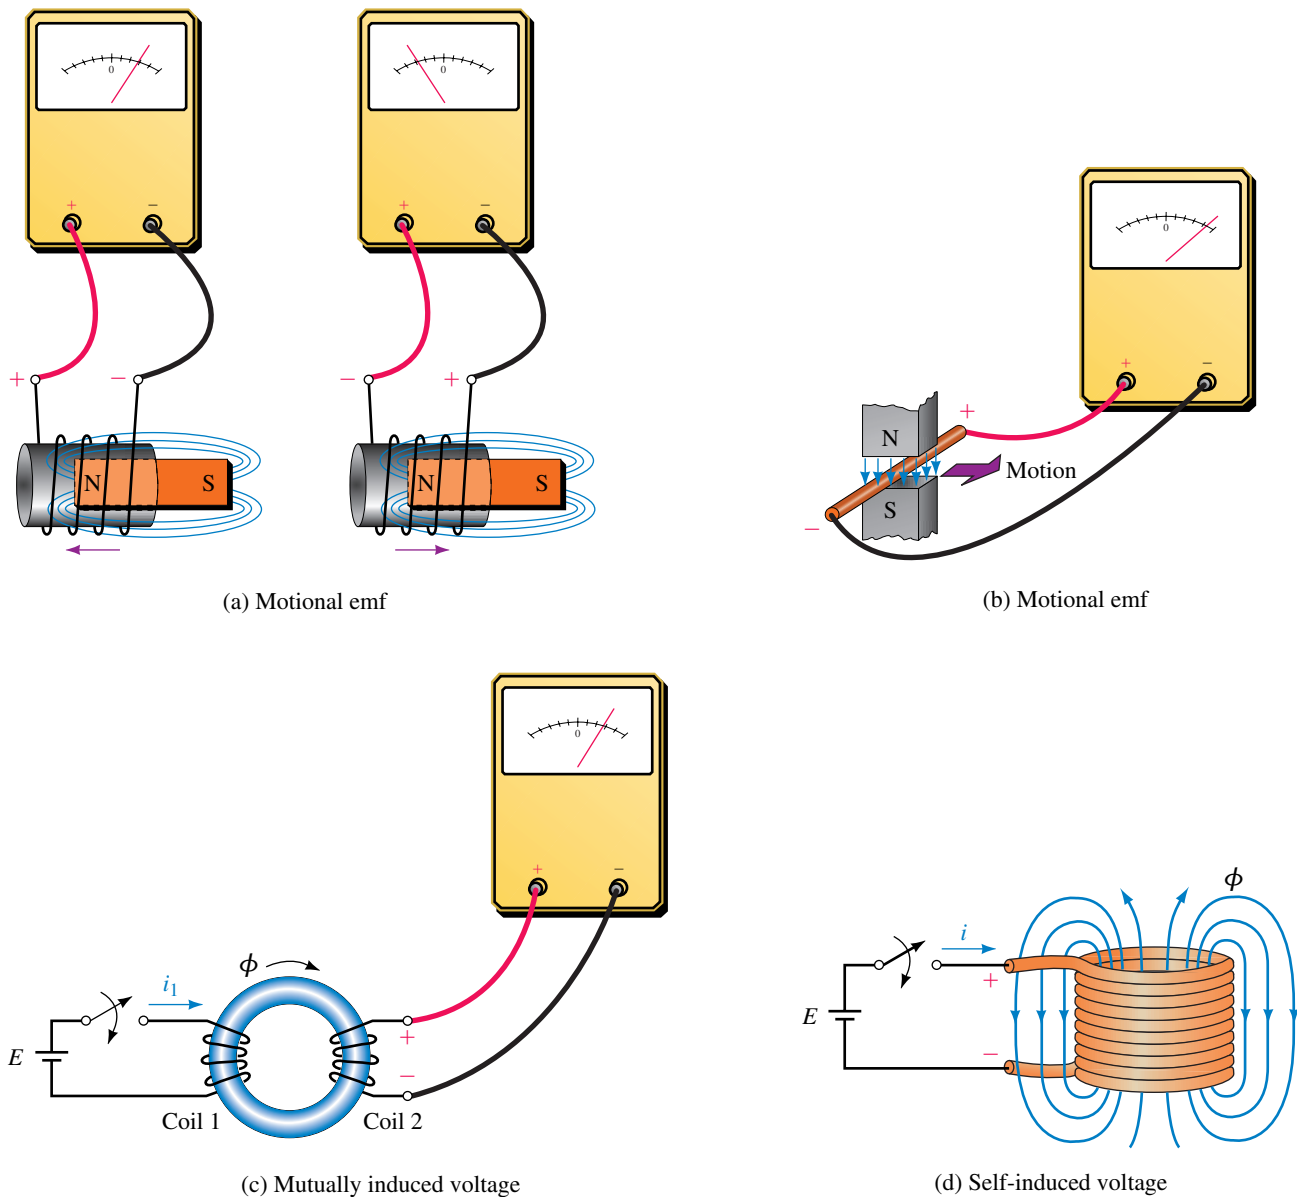 0
0
+ −
+ −
+ −
− +
N S
N S
(a) Motional emf
0
+ −
+
N
Motion
S
−
(b) Motional emf
0
+ −
ϕ
i₁
+
E
−
Coil 1 Coil 2
(c) Mutually induced voltage
ϕ
i
+
E
−
(d) Self-induced voltage